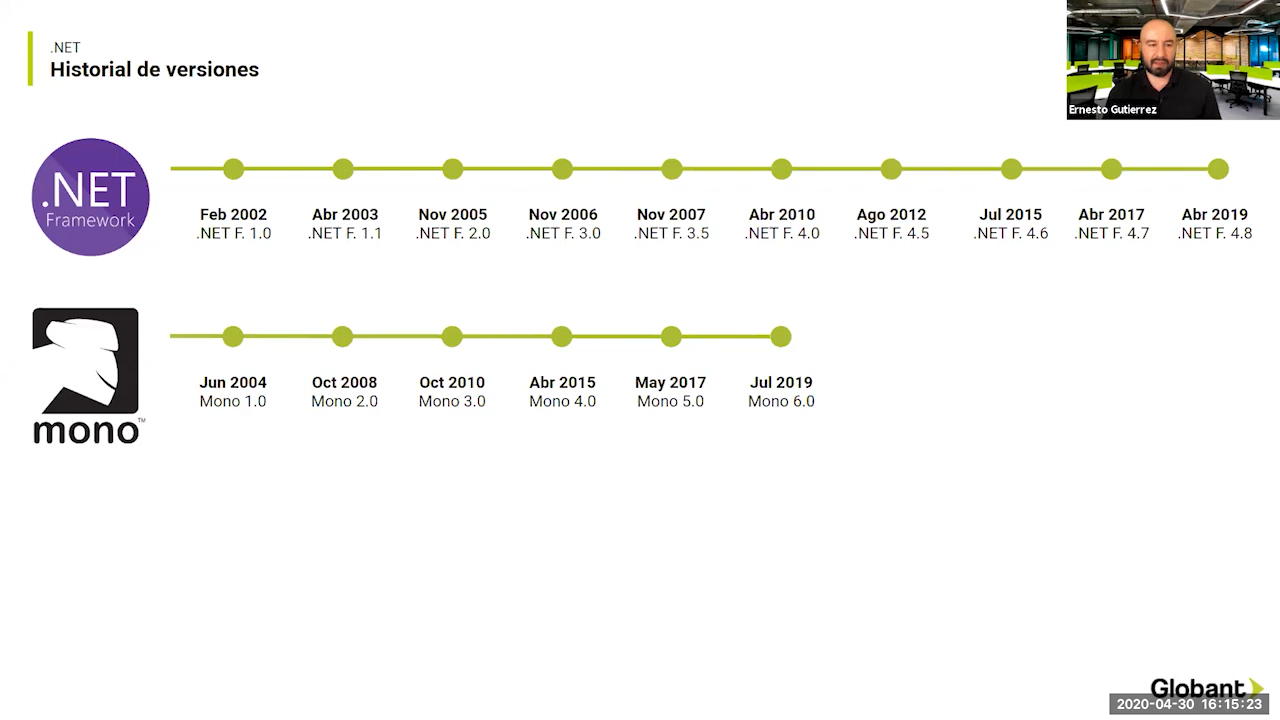 .NET
Historial de versiones
Ernesto Gutierrez
.NET
Framework
Feb 2002 Abr 2003 Nov 2005 Nov 2006 Nov 2007 Abr 2010 Ago 2012 Jul 2015 Abr 2017 Abr 2019
.NET F. 1.0 .NET F. 1.1 .NET F. 2.0 .NET F. 3.0 .NET F. 3.5 .NET F. 4.0 .NET F. 4.5 .NET F. 4.6 .NET F. 4.7 .NET F. 4.8
Jun 2004 Oct 2008 Oct 2010 Abr 2015 May 2017 Jul 2019
Mono 1.0 Mono 2.0 Mono 3.0 Mono 4.0 Mono 5.0 Mono 6.0
mono™
Globant
2020-04-30 16:15:23